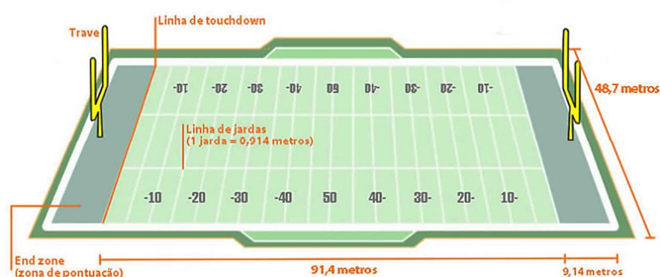 Linha de touchdown
Trave
-10 -20 -30 -40 50 40- 30- 20- 10-
48,7 metros
Linha de jardas
(1 jarda = 0,914 metros)
-10 -20 -30 -40 50 40- 30- 20- 10-
End zone
(zona de pontuação)
91,4 metros
9,14 metros